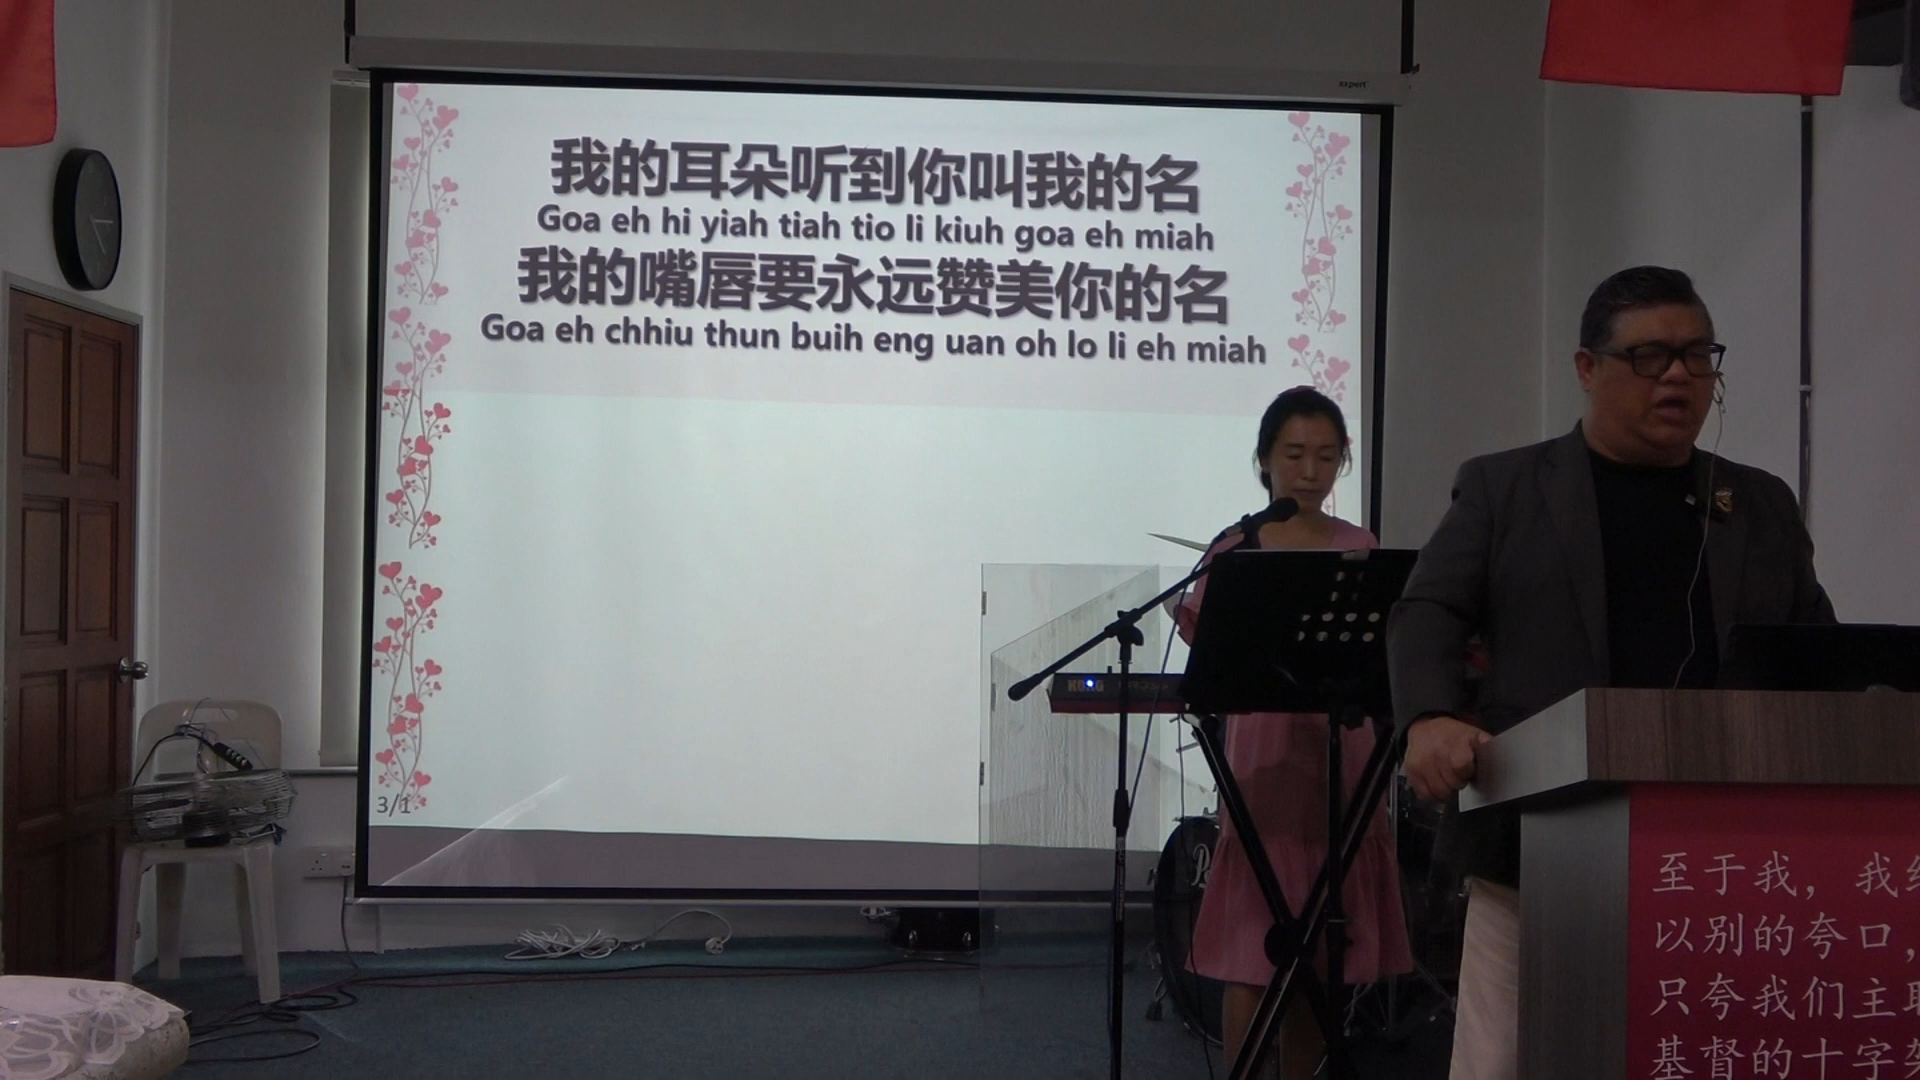 expert
我的耳朵听到你叫我的名
Goa eh hi yiah tiah tio li kiuh goa eh miah
我的嘴唇要永远赞美你的名
Goa eh chhiu thun buih eng uan oh lo li eh miah
3/1
KORG
至于我，我
以别的夸口，
只夸我们主
基督的十字